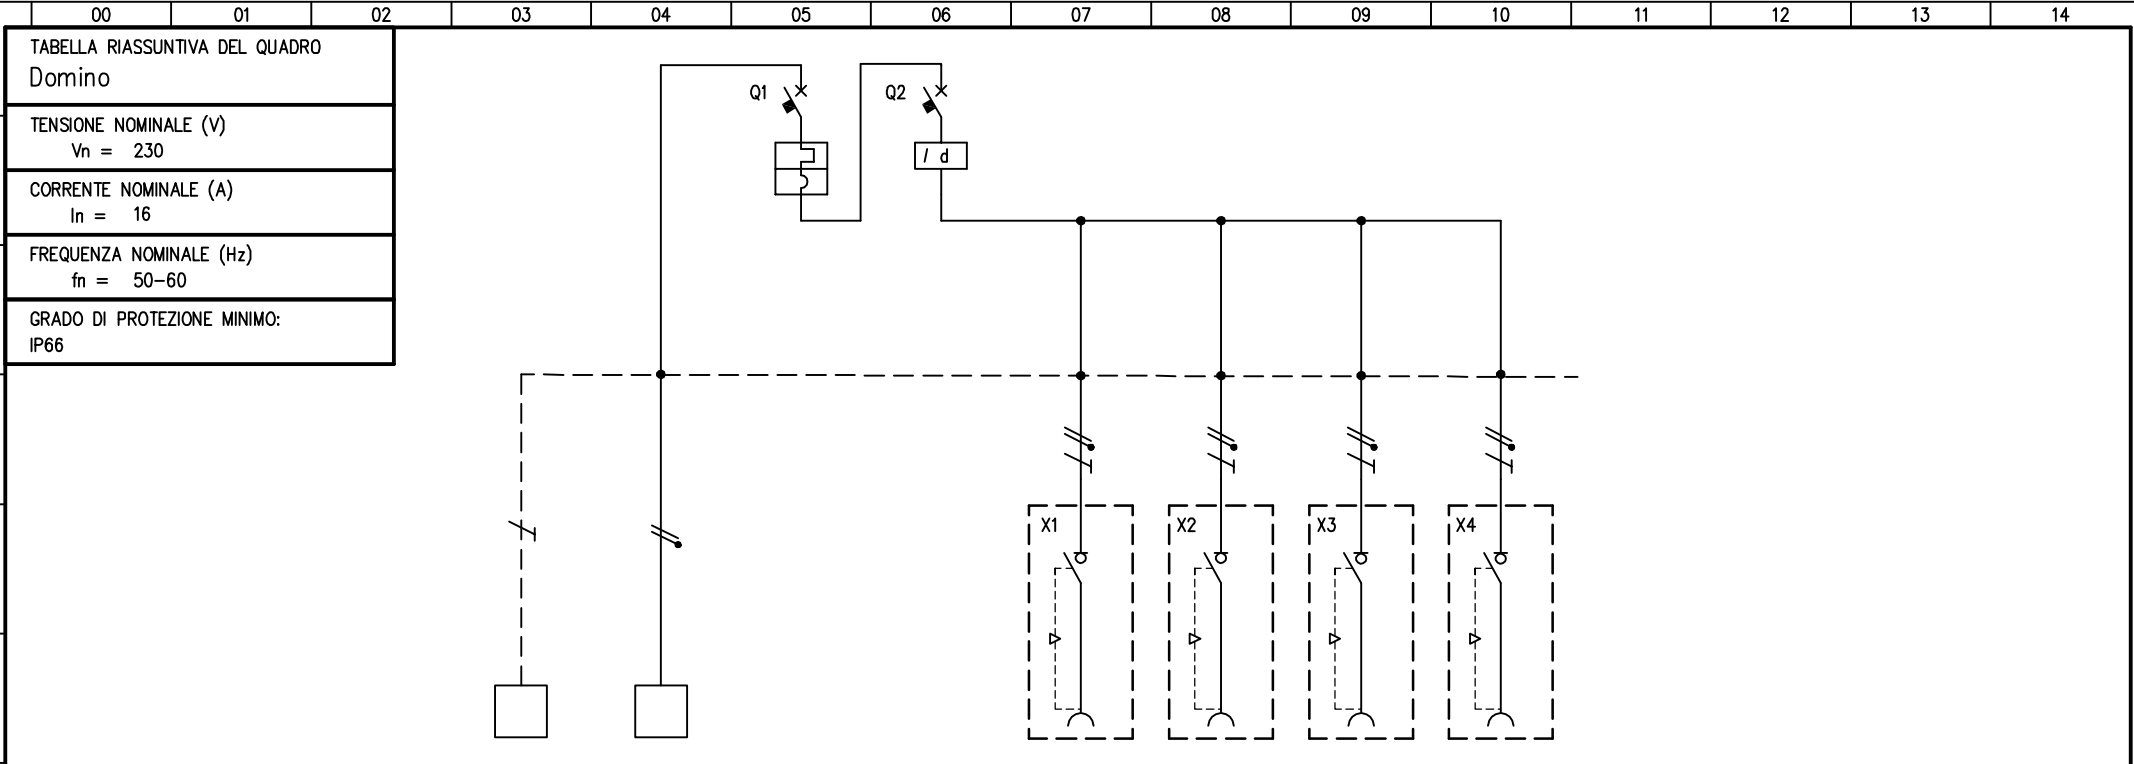 00 01 02 03 04 05 06 07 08 09 10 11 12 13 14
TABELLA RIASSUNTIVA DEL QUADRO
Domino
TENSIONE NOMINALE (V)
Vn = 230
CORRENTE NOMINALE (A)
In = 16
FREQUENZA NOMINALE (Hz)
fn = 50-60
GRADO DI PROTEZIONE MINIMO:
IP66
Q1
Q2
I d
X1
X2
X3
X4